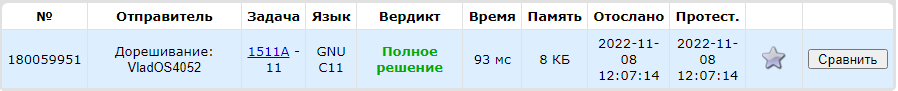 № Отправитель Задача Язык Вердикт Время Память Отослано Протест.
180059951 Дорешивание: VladOS4052 1511A - 11 GNU C11 Полное решение 93 мс 8 КБ 2022-11-08 12:07:14 2022-11-08 12:07:14 Сравнить